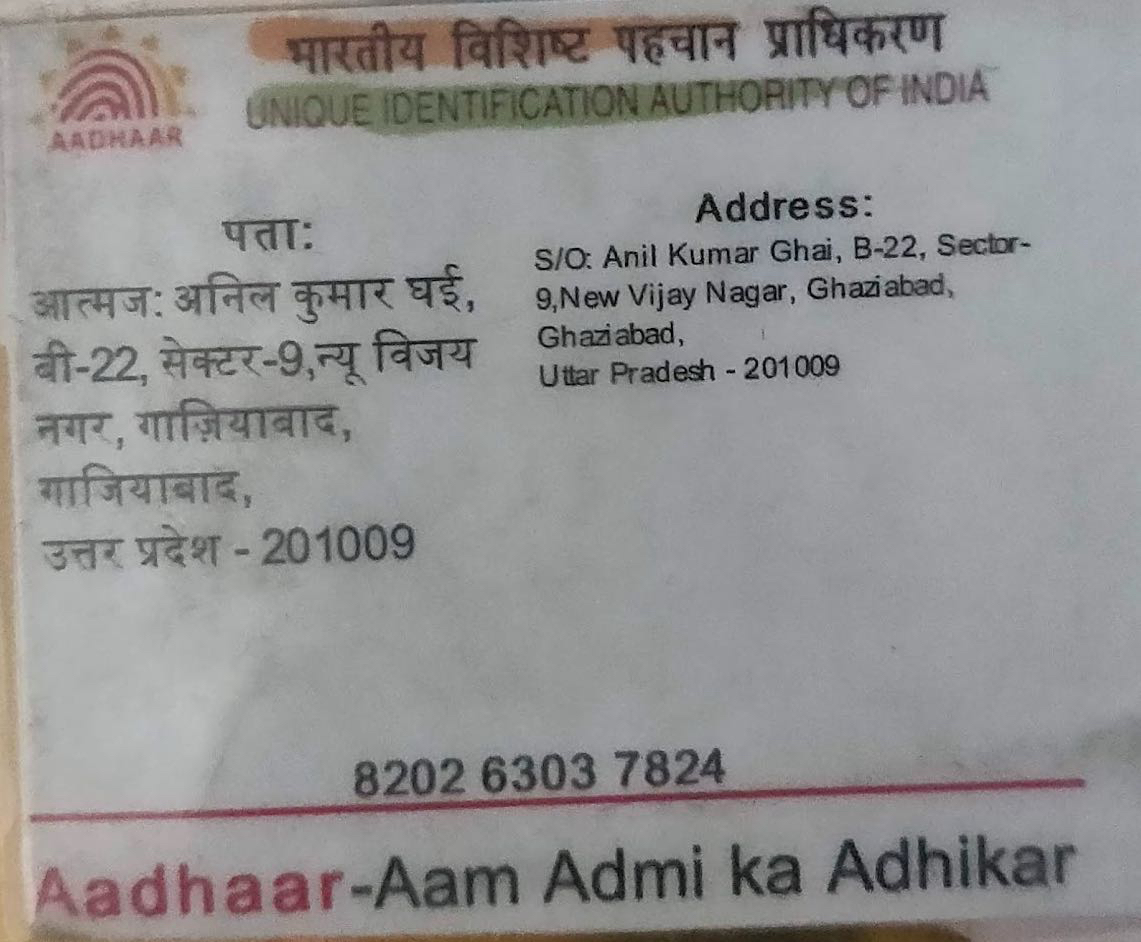 भारतीय विशिष्ट पहचान प्राधिकरण
UNIQUE IDENTIFICATION AUTHORITY OF INDIA
AADHAAR
पता:
आत्मज: अनिल कुमार घई,
बी-22, सेक्टर-9,न्यू विजय
नगर, गाज़ियाबाद,
गाजियाबाद,
उत्तर प्रदेश - 201009
Address:
S/O: Anil Kumar Ghai, B-22, Sector-
9,New Vijay Nagar, Ghaziabad,
Ghaziabad,
Uttar Pradesh - 201009
8202 6303 7824
Aadhaar-Aam Admi ka Adhikar